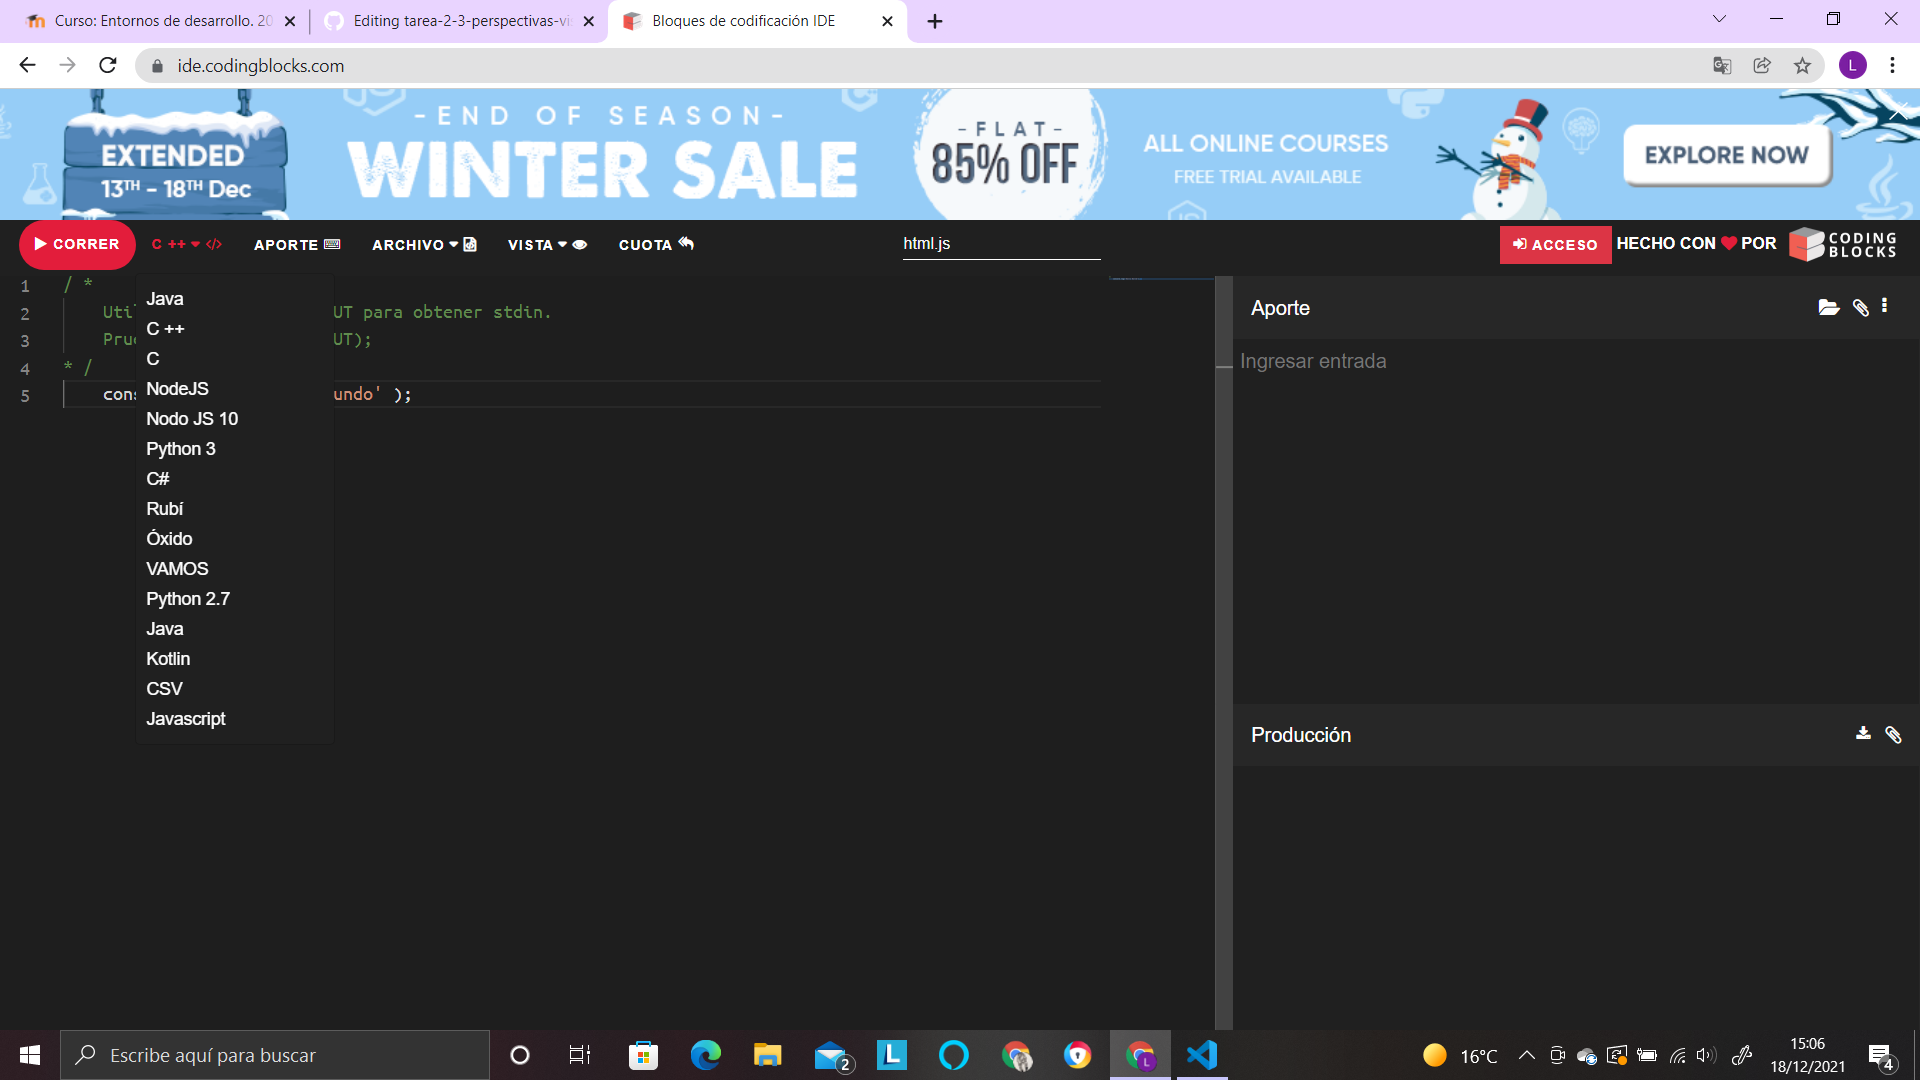 Curso: Entornos de desarrollo. 20
Editing tarea-2-3-perspectivas-vi
Bloques de codificación IDE
ide.codingblocks.com
L
EXTENDED
13TH - 18TH Dec
-END OF SEASON-
WINTER SALE
-FLAT-
85% OFF
ALL ONLINE COURSES
FREE TRIAL AVAILABLE
EXPLORE NOW
CORRER
C ++ </>
APORTE
ARCHIVO
VISTA
CUOTA
html.js
ACCESO
HECHO CON POR
CODING
BLOCKS
1 / *
2 Uti UT para obtener stdin.
3 Pru UT);
4 * /
5 cons undo' );
Java
C ++
C
NodeJS
Nodo JS 10
Python 3
C#
Rubí
Óxido
VAMOS
Python 2.7
Java
Kotlin
CSV
Javascript
Aporte
Ingresar entrada
Producción
Escribe aquí para buscar
2
L
L
16°C
15:06
18/12/2021
4